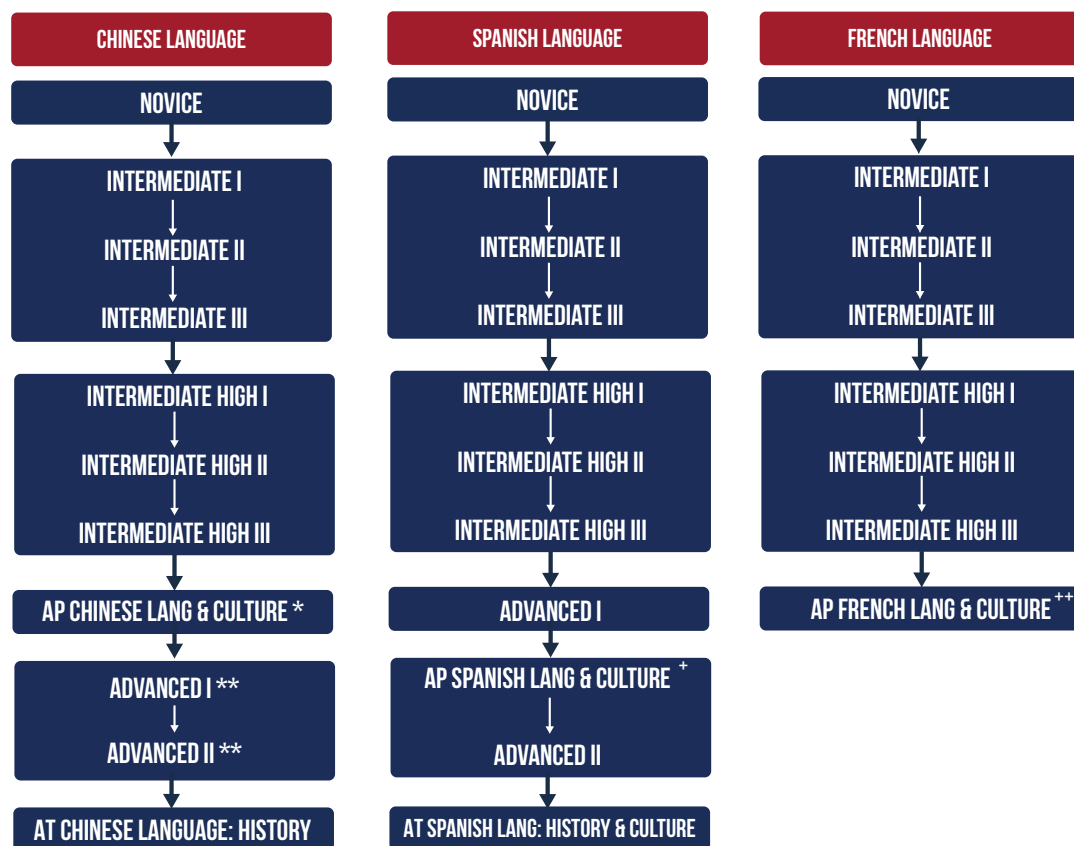 CHINESE LANGUAGE
NOVICE
INTERMEDIATE I
INTERMEDIATE II
INTERMEDIATE III
INTERMEDIATE HIGH I
INTERMEDIATE HIGH II
INTERMEDIATE HIGH III
AP CHINESE LANG & CULTURE *
ADVANCED I **
ADVANCED II **
AT CHINESE LANGUAGE: HISTORY
SPANISH LANGUAGE
NOVICE
INTERMEDIATE I
INTERMEDIATE II
INTERMEDIATE III
INTERMEDIATE HIGH I
INTERMEDIATE HIGH II
INTERMEDIATE HIGH III
ADVANCED I
AP SPANISH LANG & CULTURE +
ADVANCED II
AT SPANISH LANG: HISTORY & CULTURE
FRENCH LANGUAGE
NOVICE
INTERMEDIATE I
INTERMEDIATE II
INTERMEDIATE III
INTERMEDIATE HIGH I
INTERMEDIATE HIGH II
INTERMEDIATE HIGH III
AP FRENCH LANG & CULTURE ++